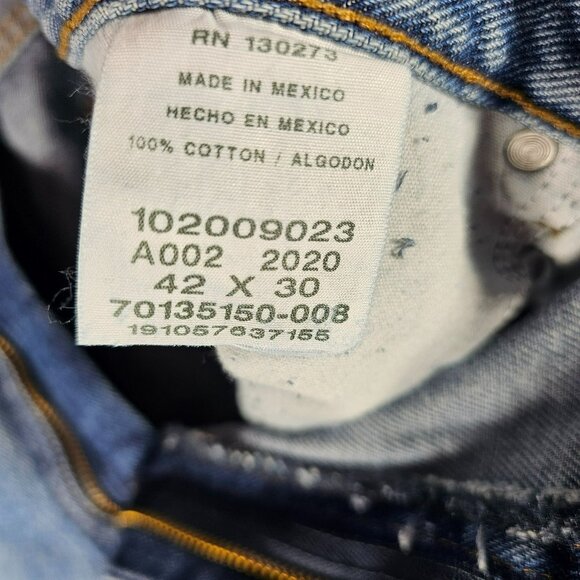 RN 130273
MADE IN MEXICO
HECHO EN MEXICO
100% COTTON / ALGODON
102009023
A002 2020
42 X 30
70135150-008
191057637155